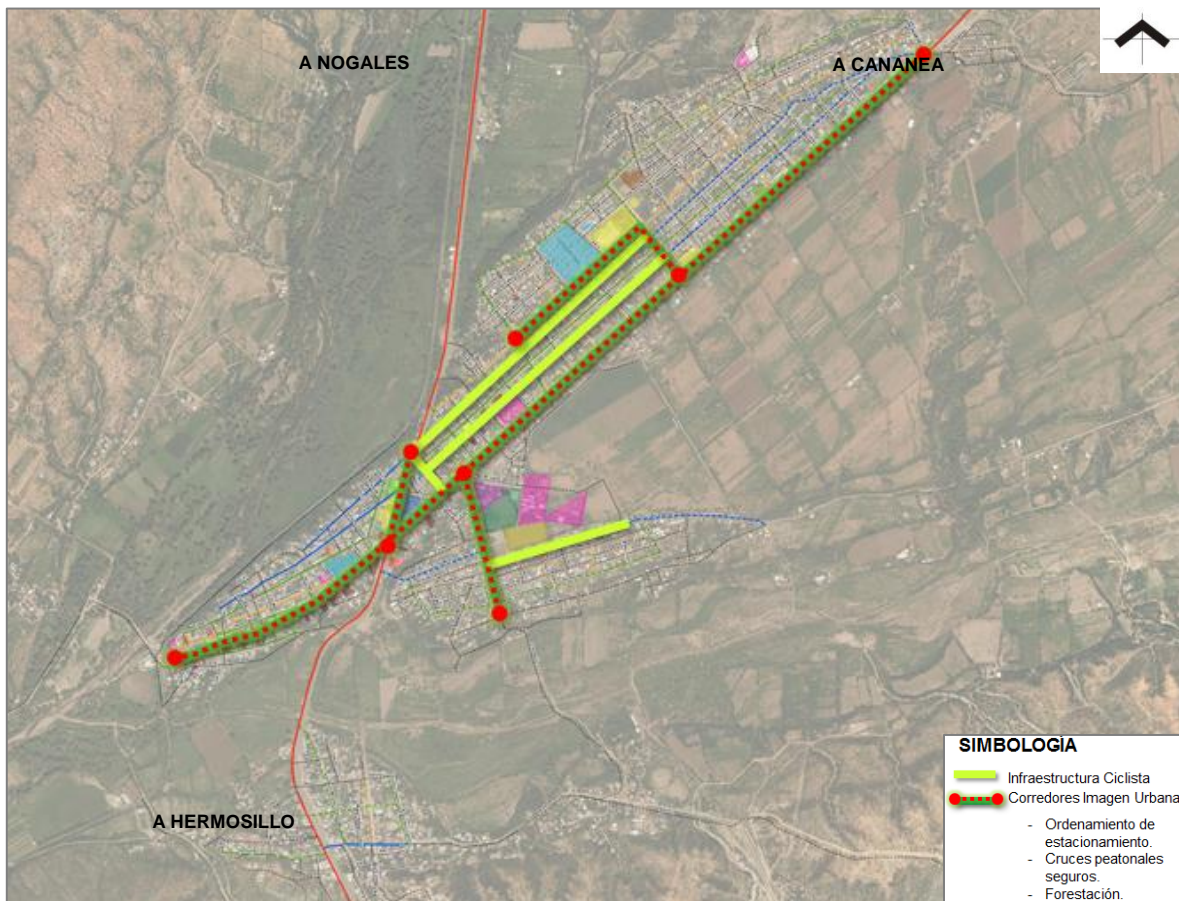 A NOGALES
A CANANEA
A HERMOSILLO
SIMBOLOGÍA
Infraestructura Ciclista
Corredores Imagen Urbana
- Ordenamiento de
estacionamiento.
- Cruces peatonales
seguros.
- Forestación.